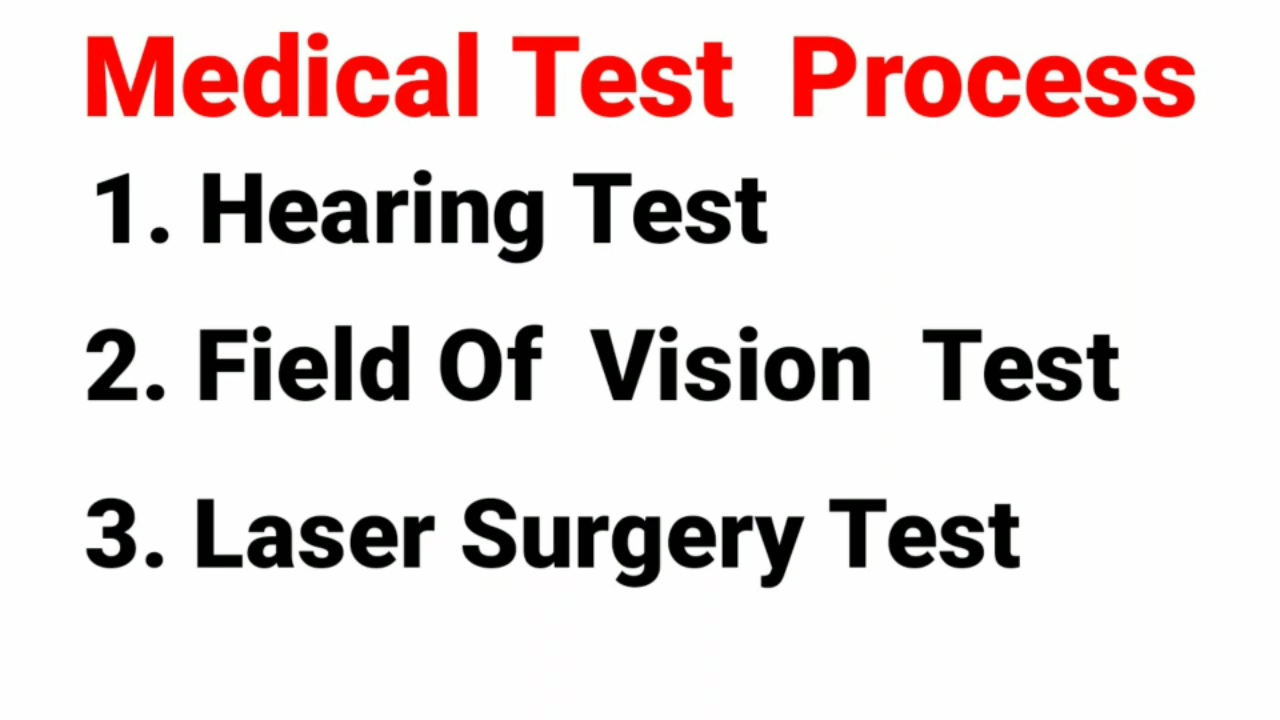 Medical Test Process
1. Hearing Test
2. Field Of Vision Test
3. Laser Surgery Test